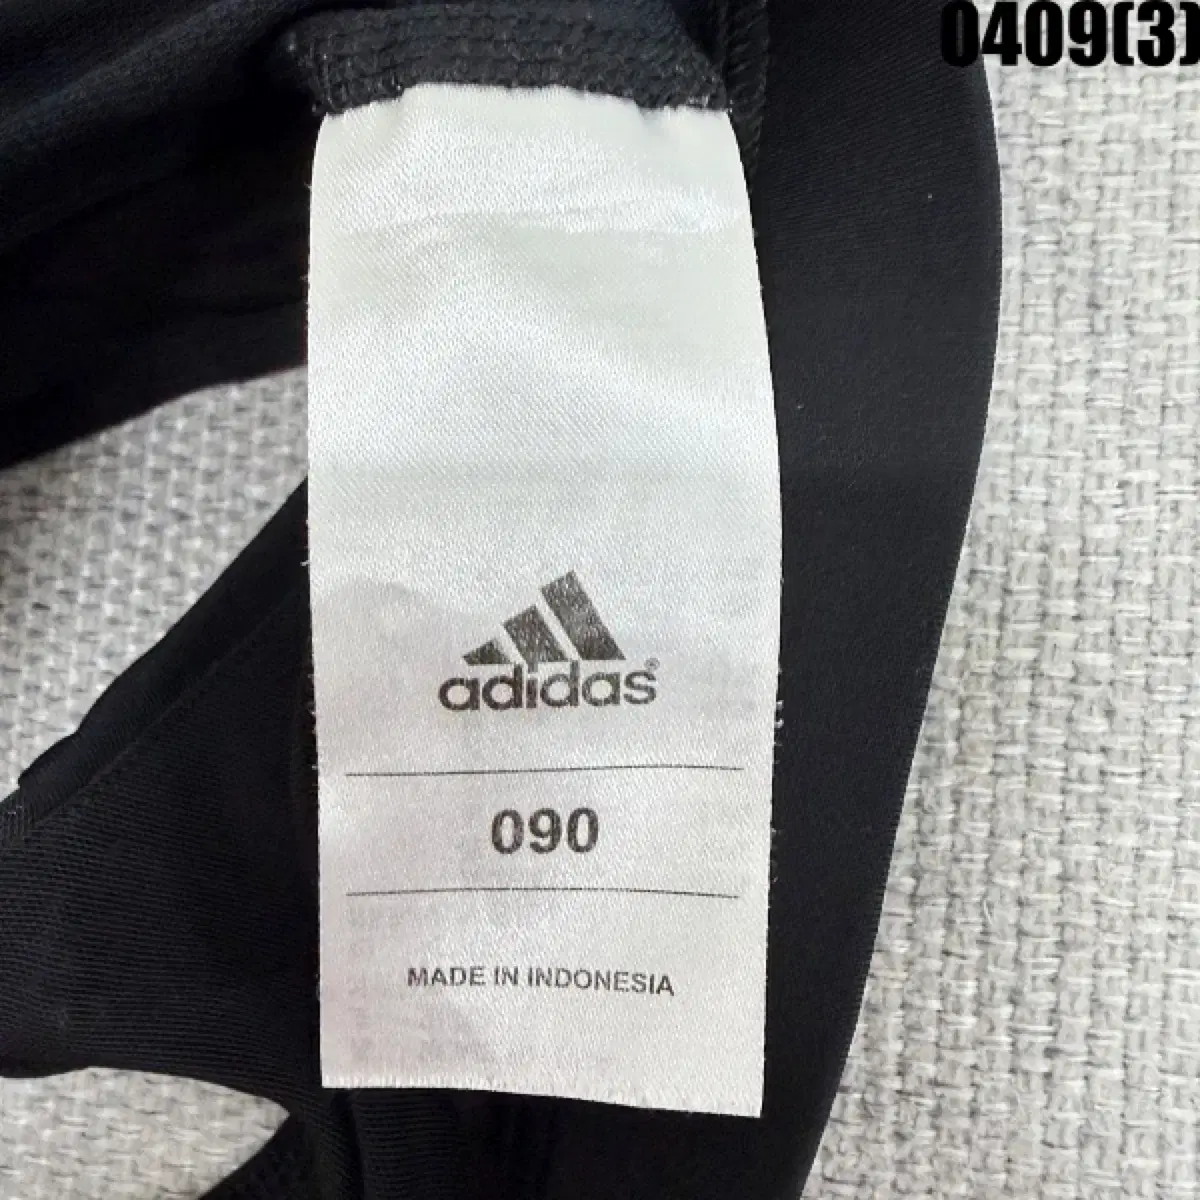 0409(3)
adidas®
090
MADE IN INDONESIA